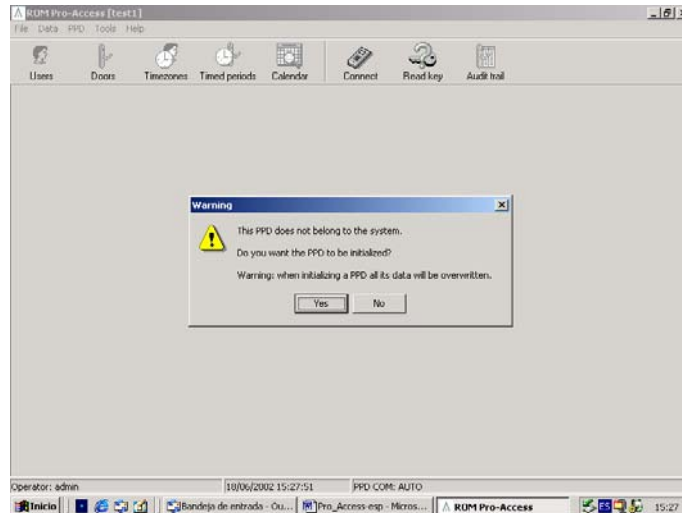 ROM Pro-Access [test1]
File Data PPD Tools Help
Users Doors Timezones Timed periods Calendar Connect Read key Audit trail
Warning
This PPD does not belong to the system.
Do you want the PPD to be initialized?
Warning: when initializing a PPD all its data will be overwritten.
Yes No
Operator: admin 18/06/2002 15:27:51 PPD COM: AUTO
Inicio Bandeja de entrada - Ou... Pro_Access-esp - Micros... ROM Pro-Access ES 15:27